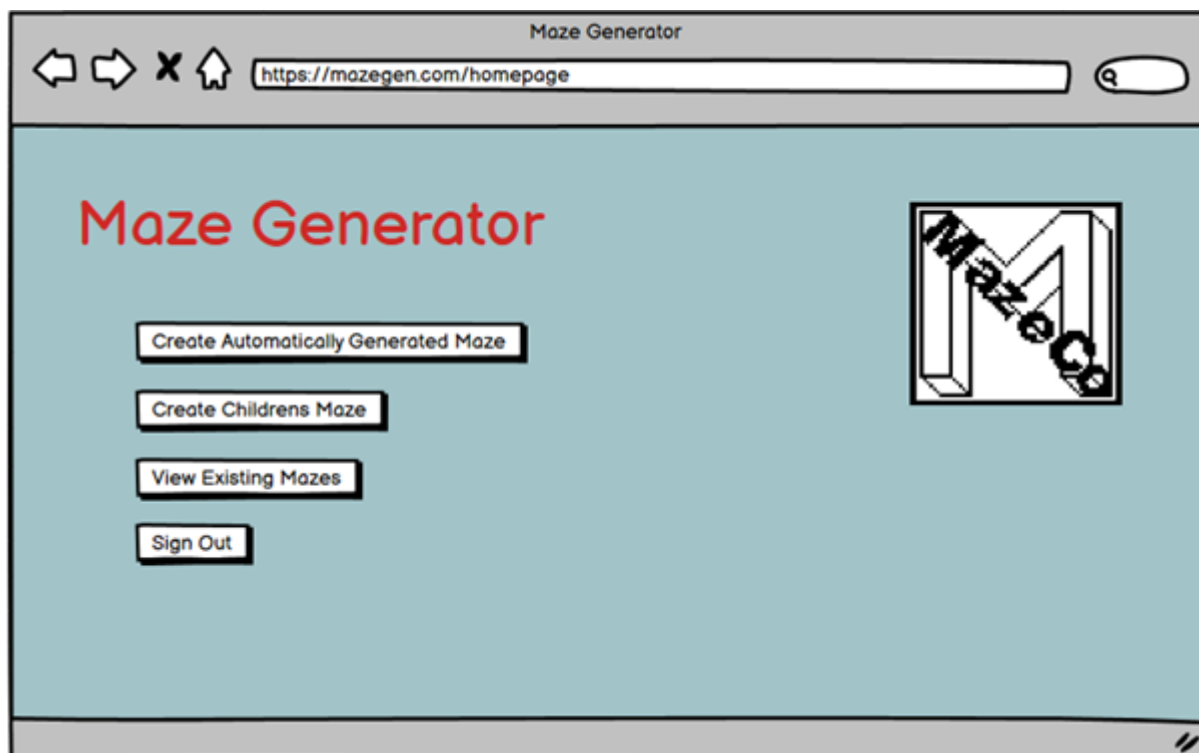 Maze Generator
https://mazegen.com/homepage
Maze Generator
MazeCo
Create Automatically Generated Maze
Create Childrens Maze
View Existing Mazes
Sign Out